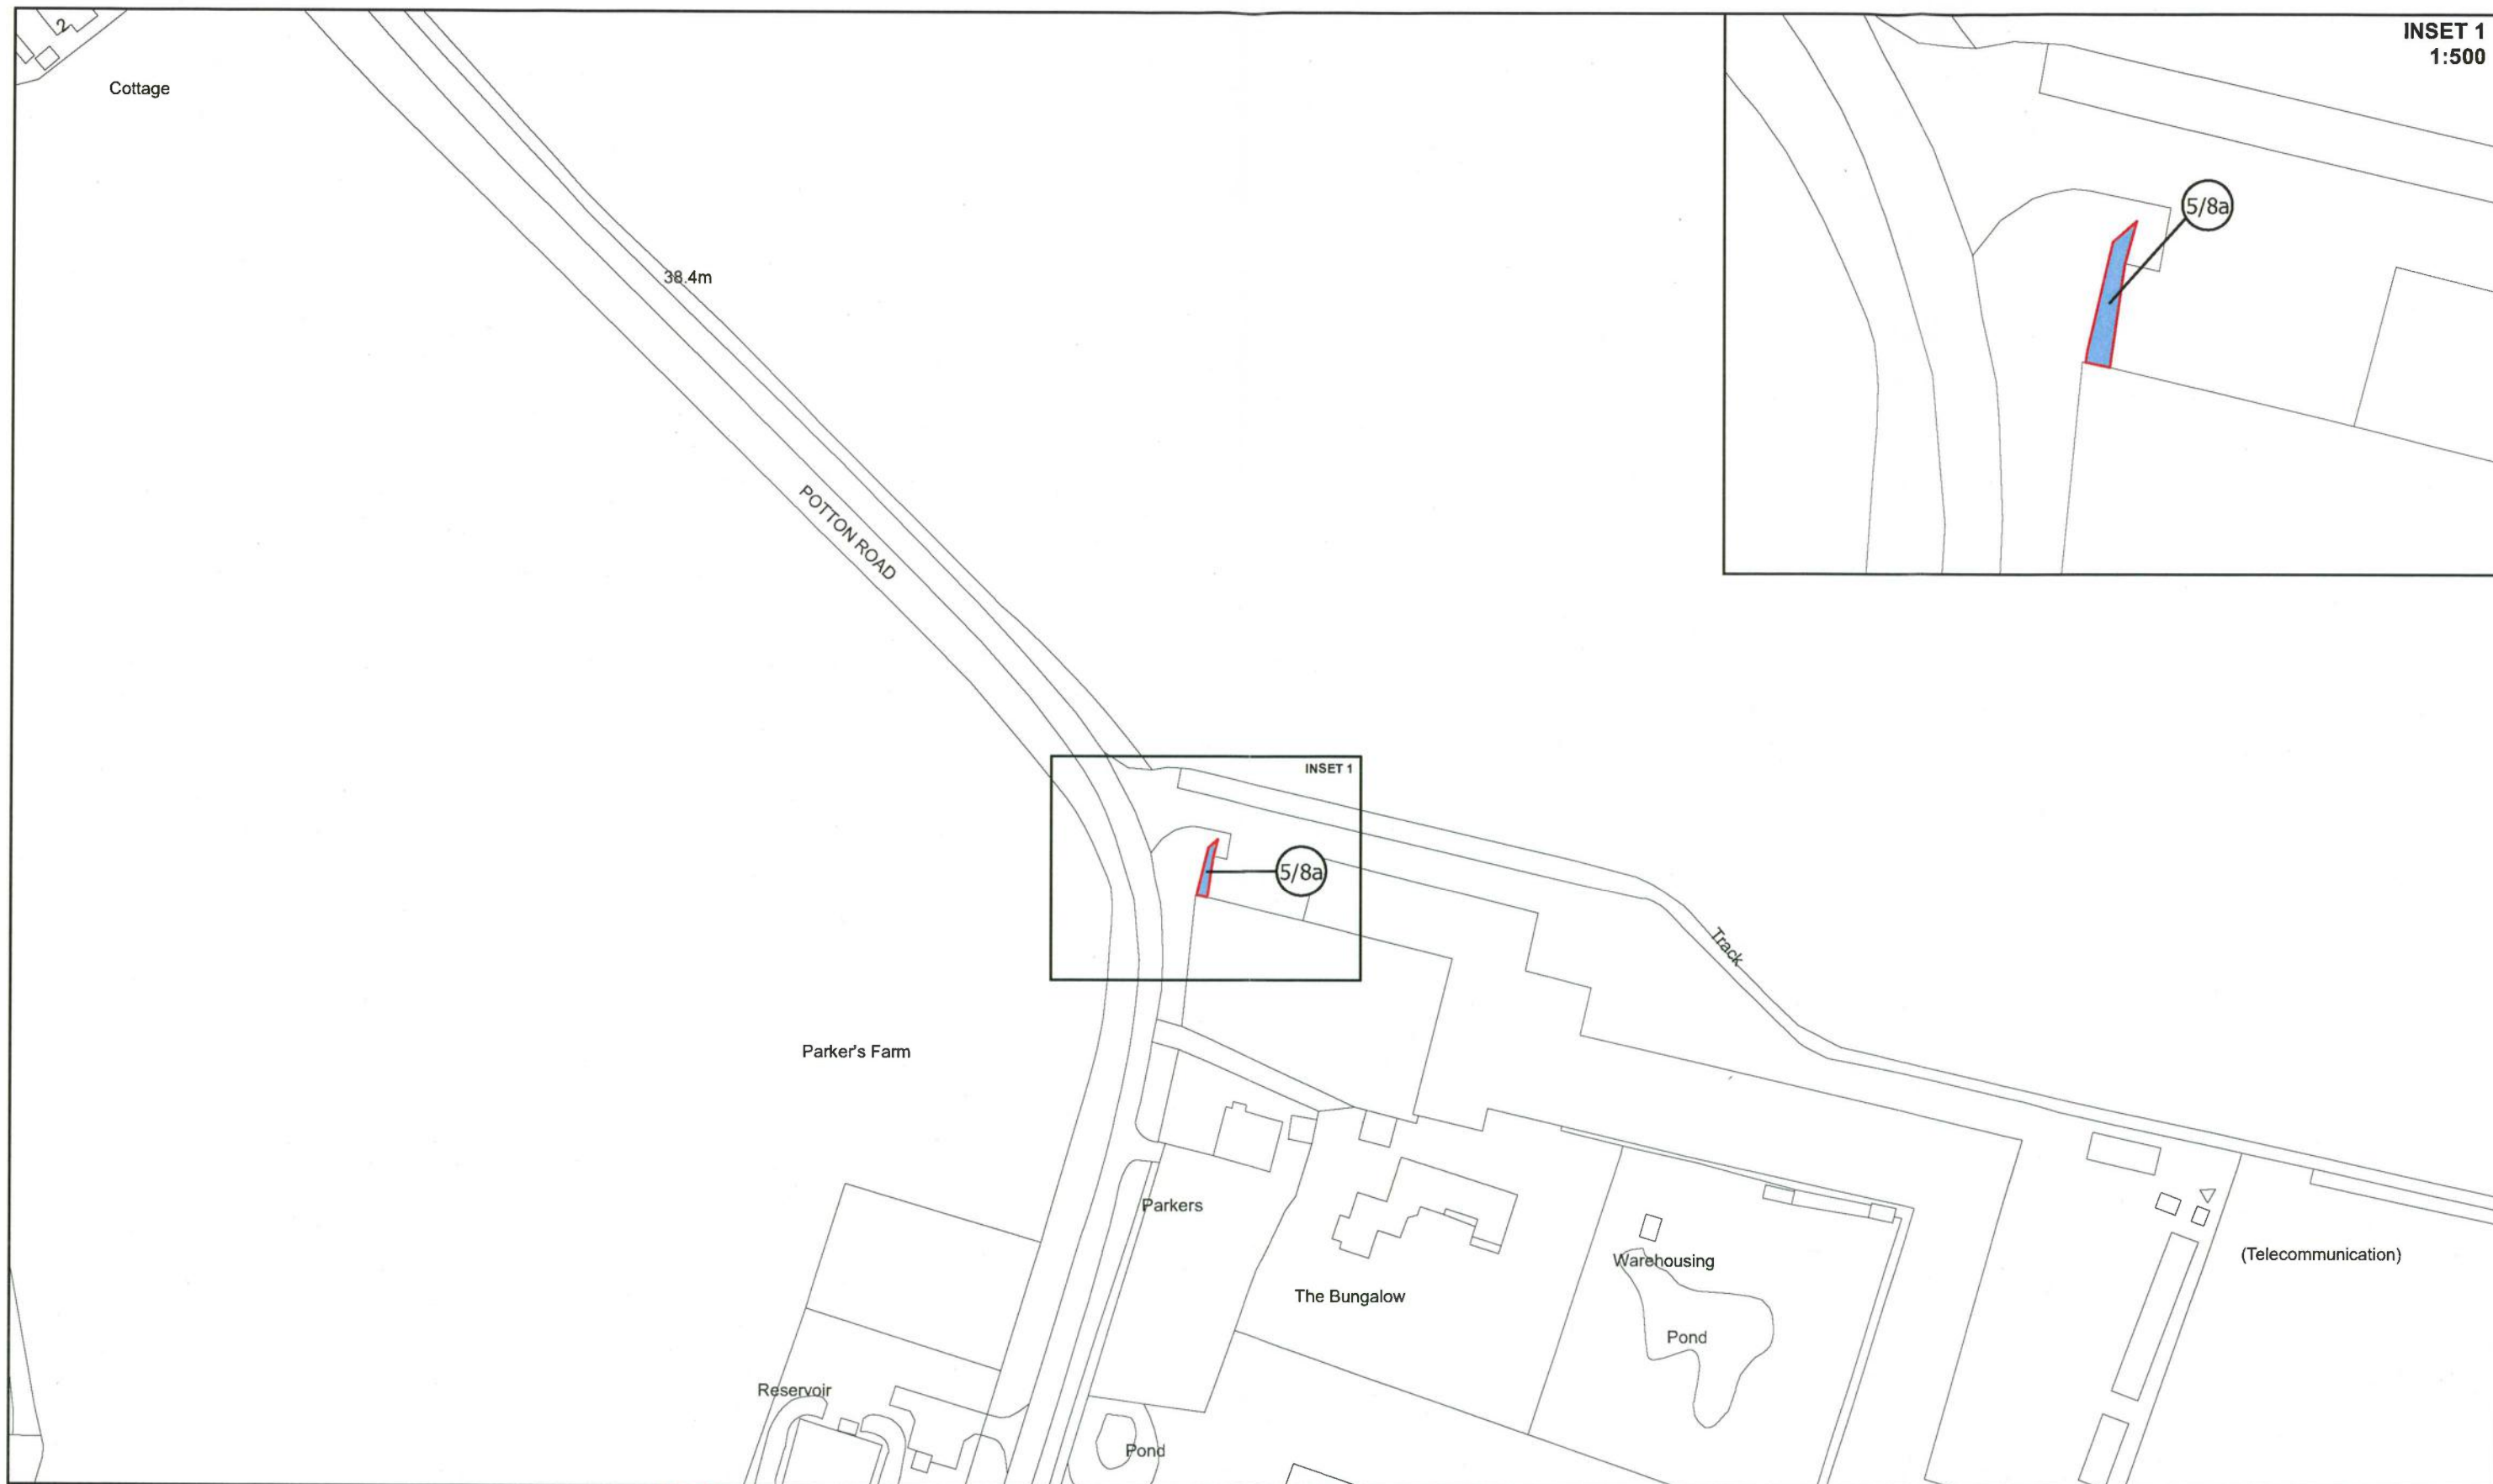 2
Cottage
INSET 1
1:500
5/8a
38.4m
POTTON ROAD
INSET 1
5/8a
Track
Parker's Farm
Parkers
Warehousing
(Telecommunication)
The Bungalow
Pond
Reservoir
Pond